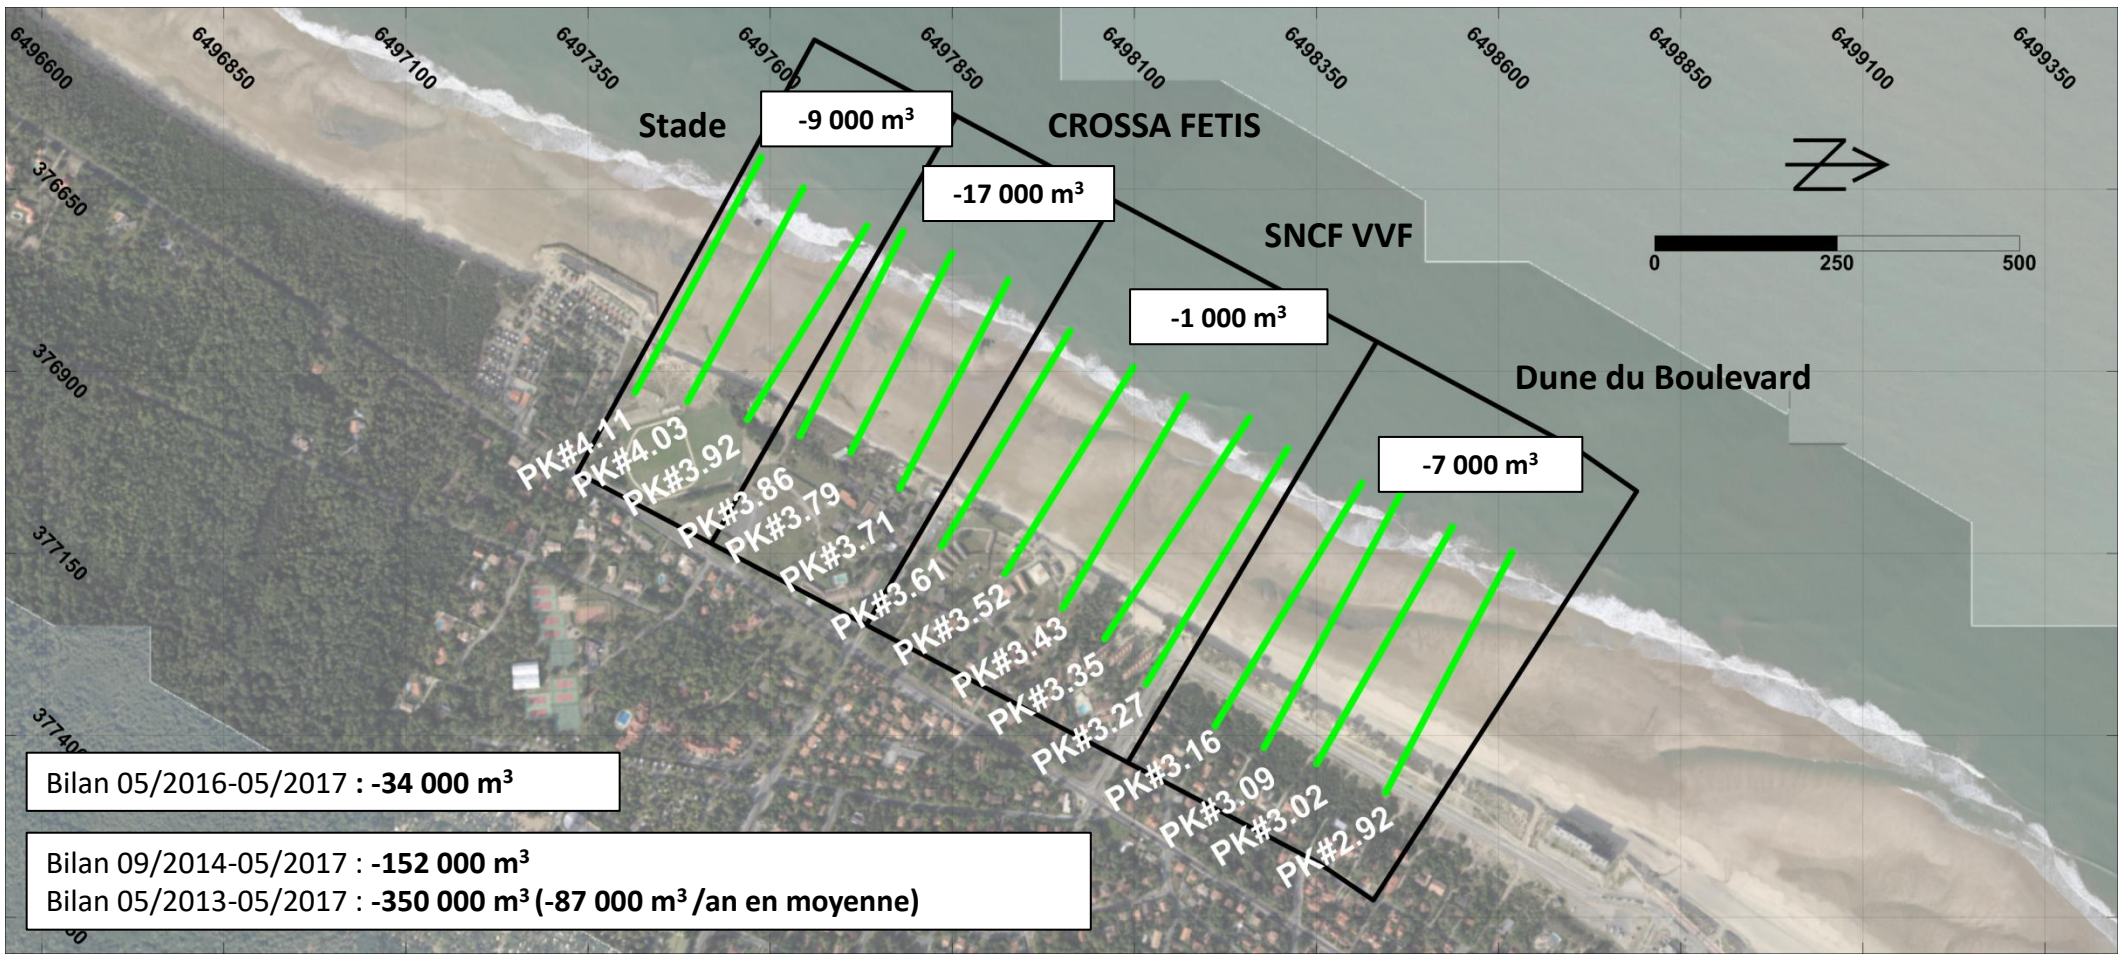 6496600
6496850
6497100
6497350
6497600
6497850
6498100
6498350
6498600
6498850
6499100
6499350
Stade
-9 000 m³
CROSSA FETIS
-17 000 m³
SNCF VVF
-1 000 m³
Dune du Boulevard
-7 000 m³
N
0 250 500
376650
376900
377150
377400
PK#4.11
PK#4.03
PK#3.92
PK#3.86
PK#3.79
PK#3.71
PK#3.61
PK#3.52
PK#3.43
PK#3.35
PK#3.27
PK#3.16
PK#3.09
PK#3.02
PK#2.92
Bilan 05/2016-05/2017 : -34 000 m³
Bilan 09/2014-05/2017 : -152 000 m³
Bilan 05/2013-05/2017 : -350 000 m³ (-87 000 m³ /an en moyenne)